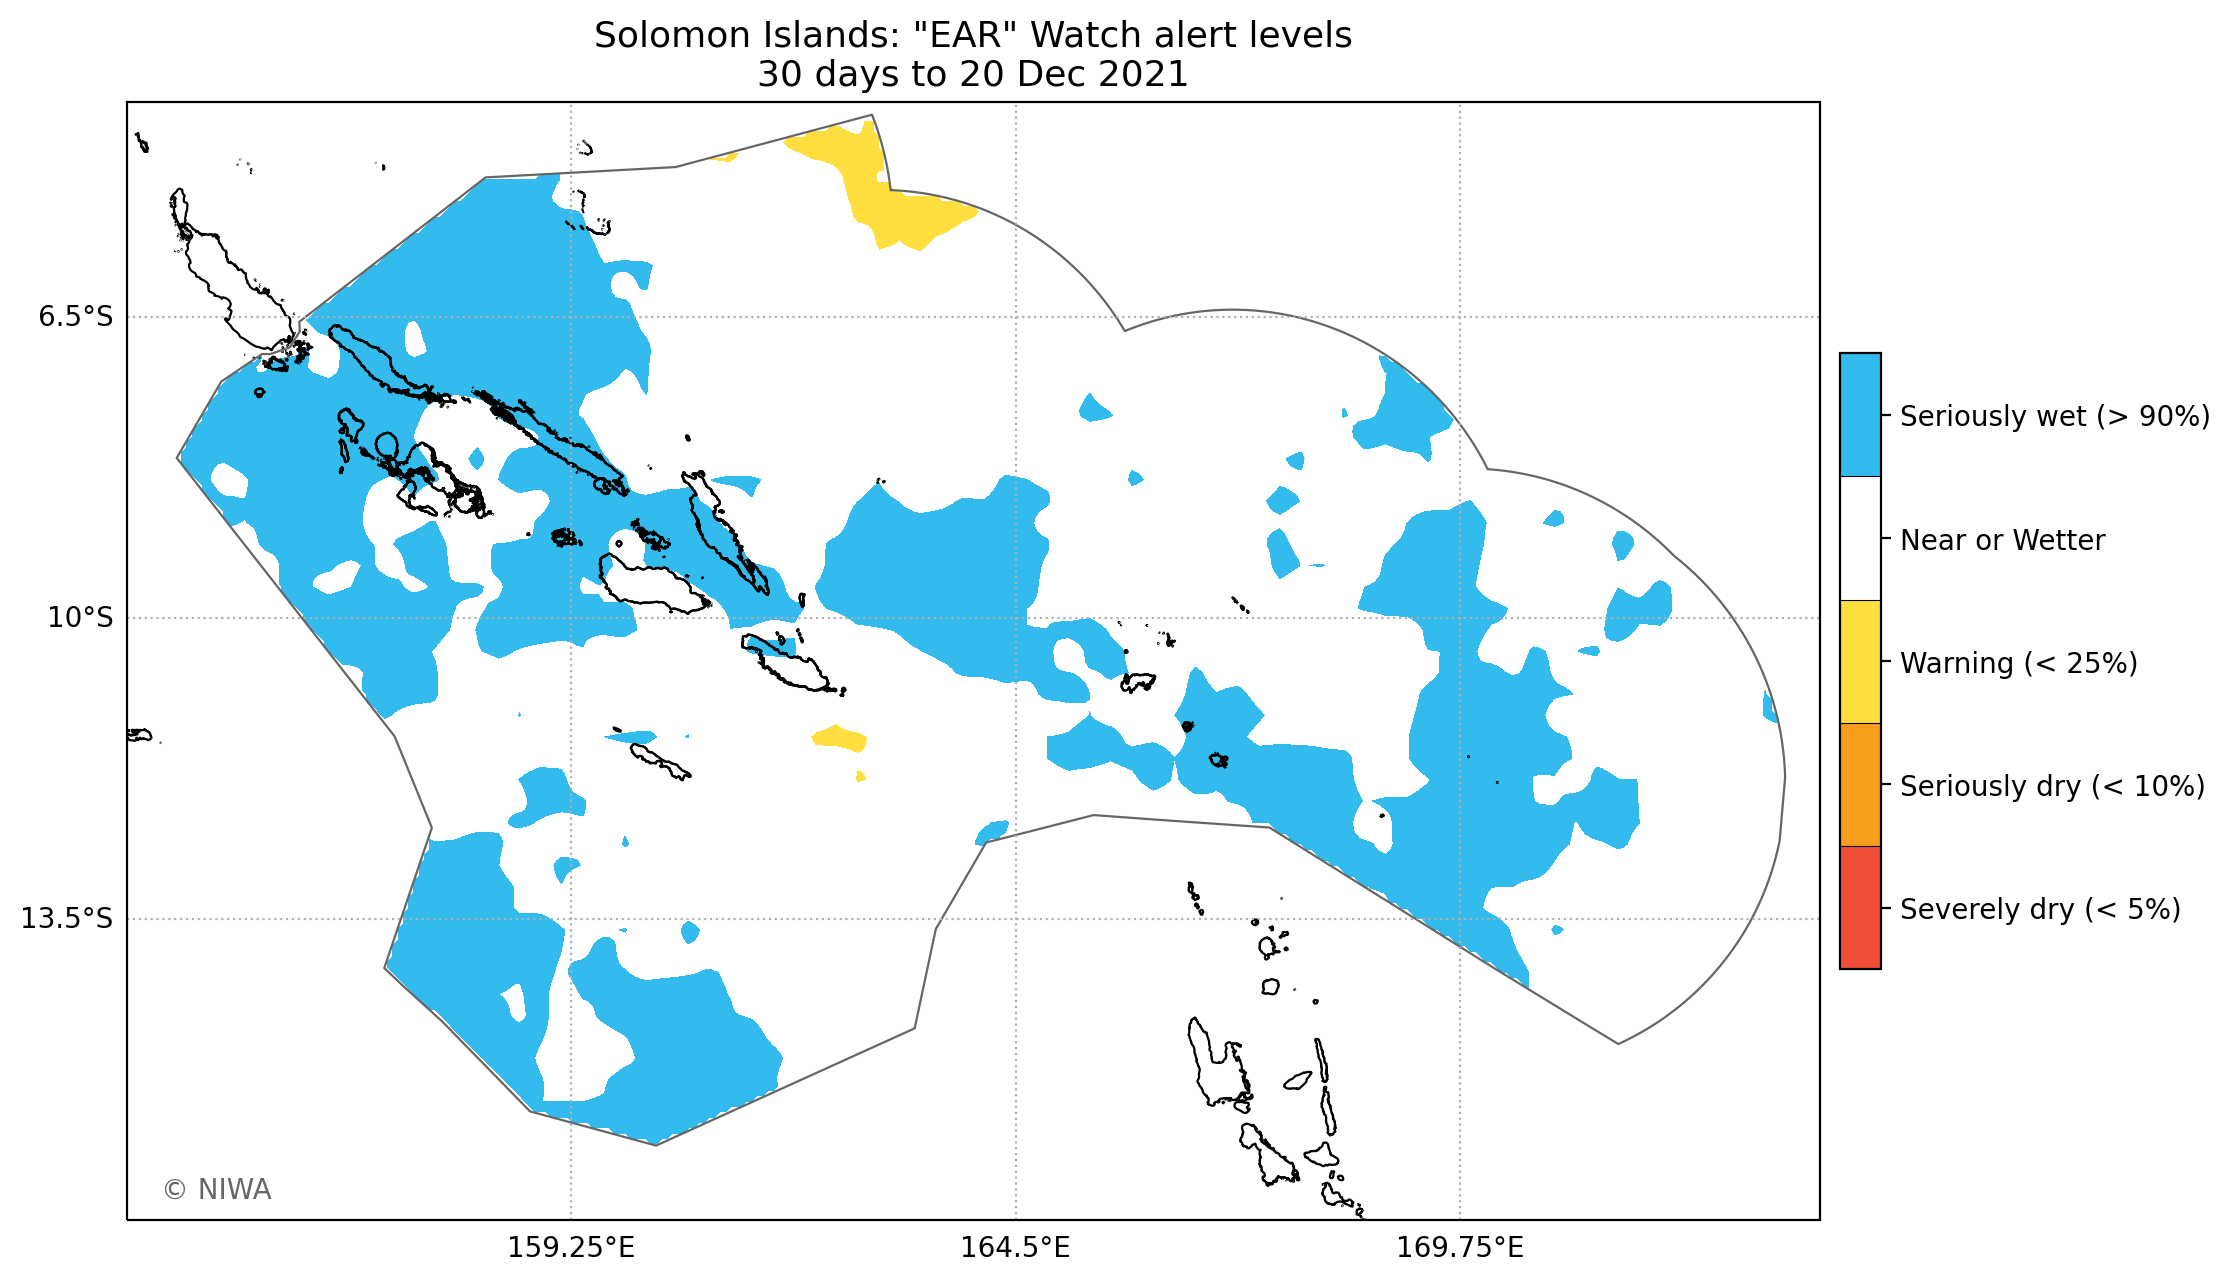 Solomon Islands: "EAR" Watch alert levels
30 days to 20 Dec 2021
6.5°S
10°S
13.5°S
159.25°E
164.5°E
169.75°E
Seriously wet (> 90%)
Near or Wetter
Warning (< 25%)
Seriously dry (< 10%)
Severely dry (< 5%)
© NIWA